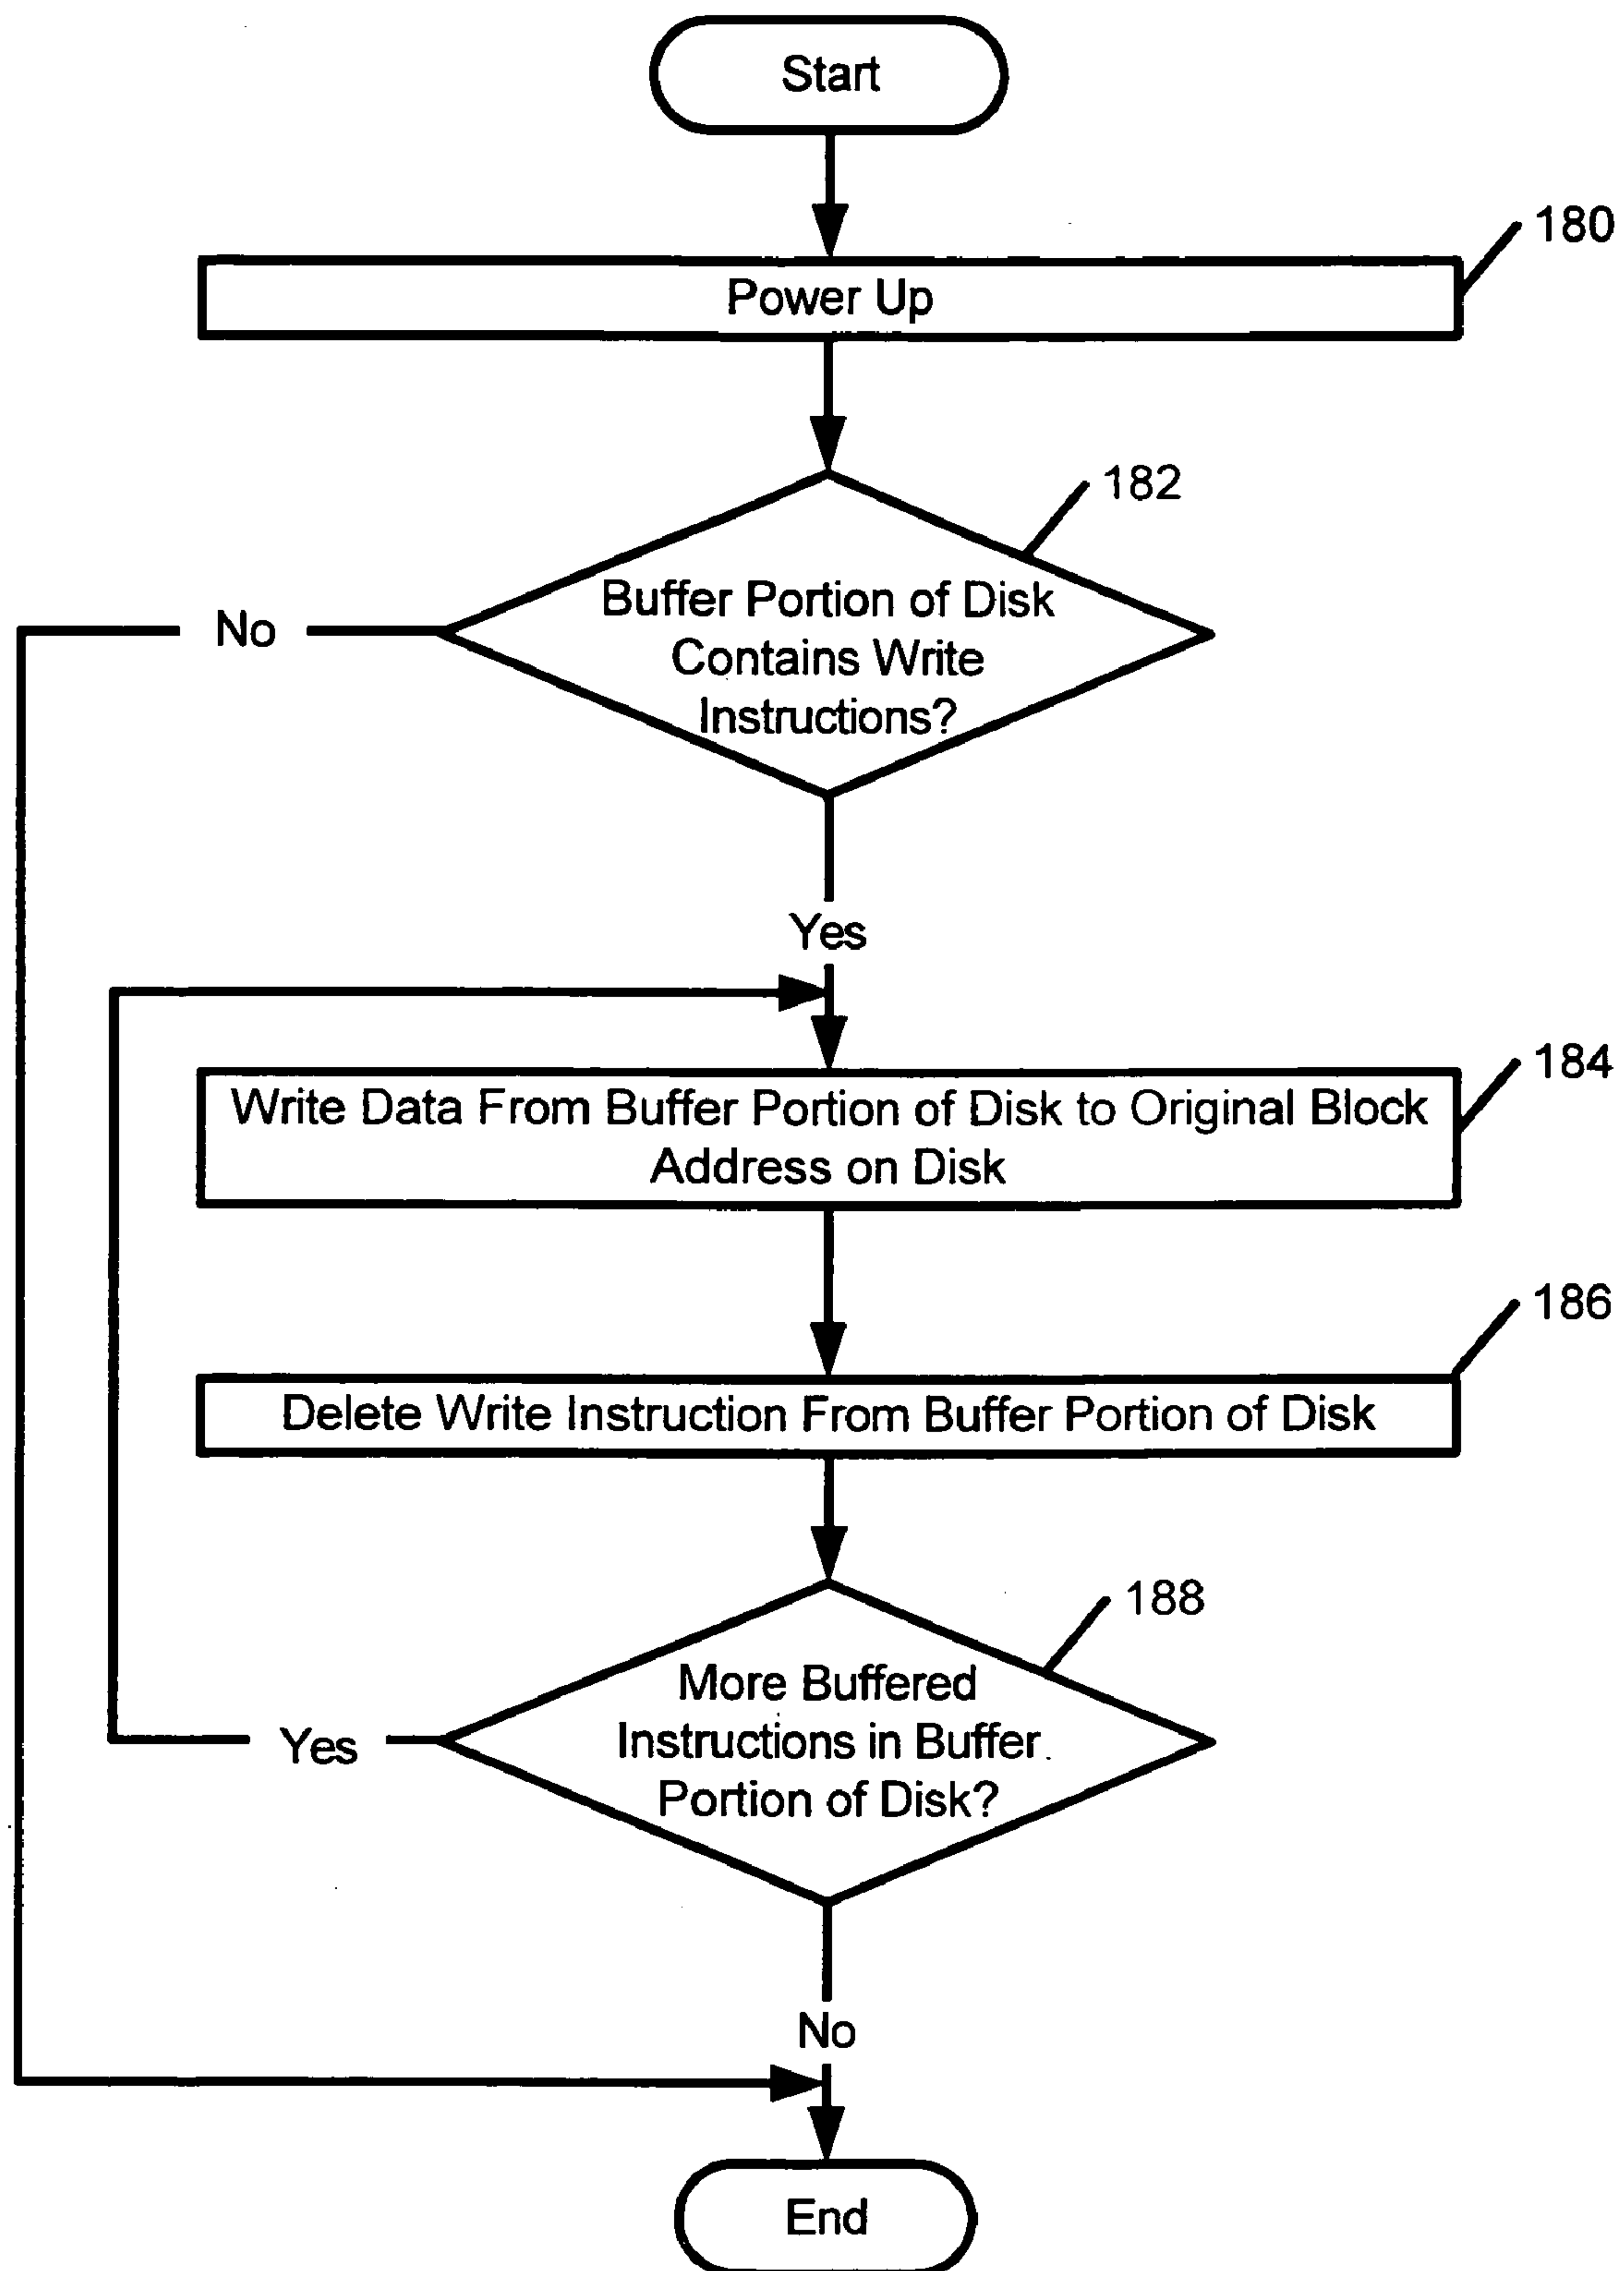 Start
180
Power Up
182
Buffer Portion of Disk
Contains Write
Instructions?
No
Yes
184
Write Data From Buffer Portion of Disk to Original Block
Address on Disk
186
Delete Write Instruction From Buffer Portion of Disk
188
More Buffered
Instructions in Buffer
Portion of Disk?
Yes
No
End